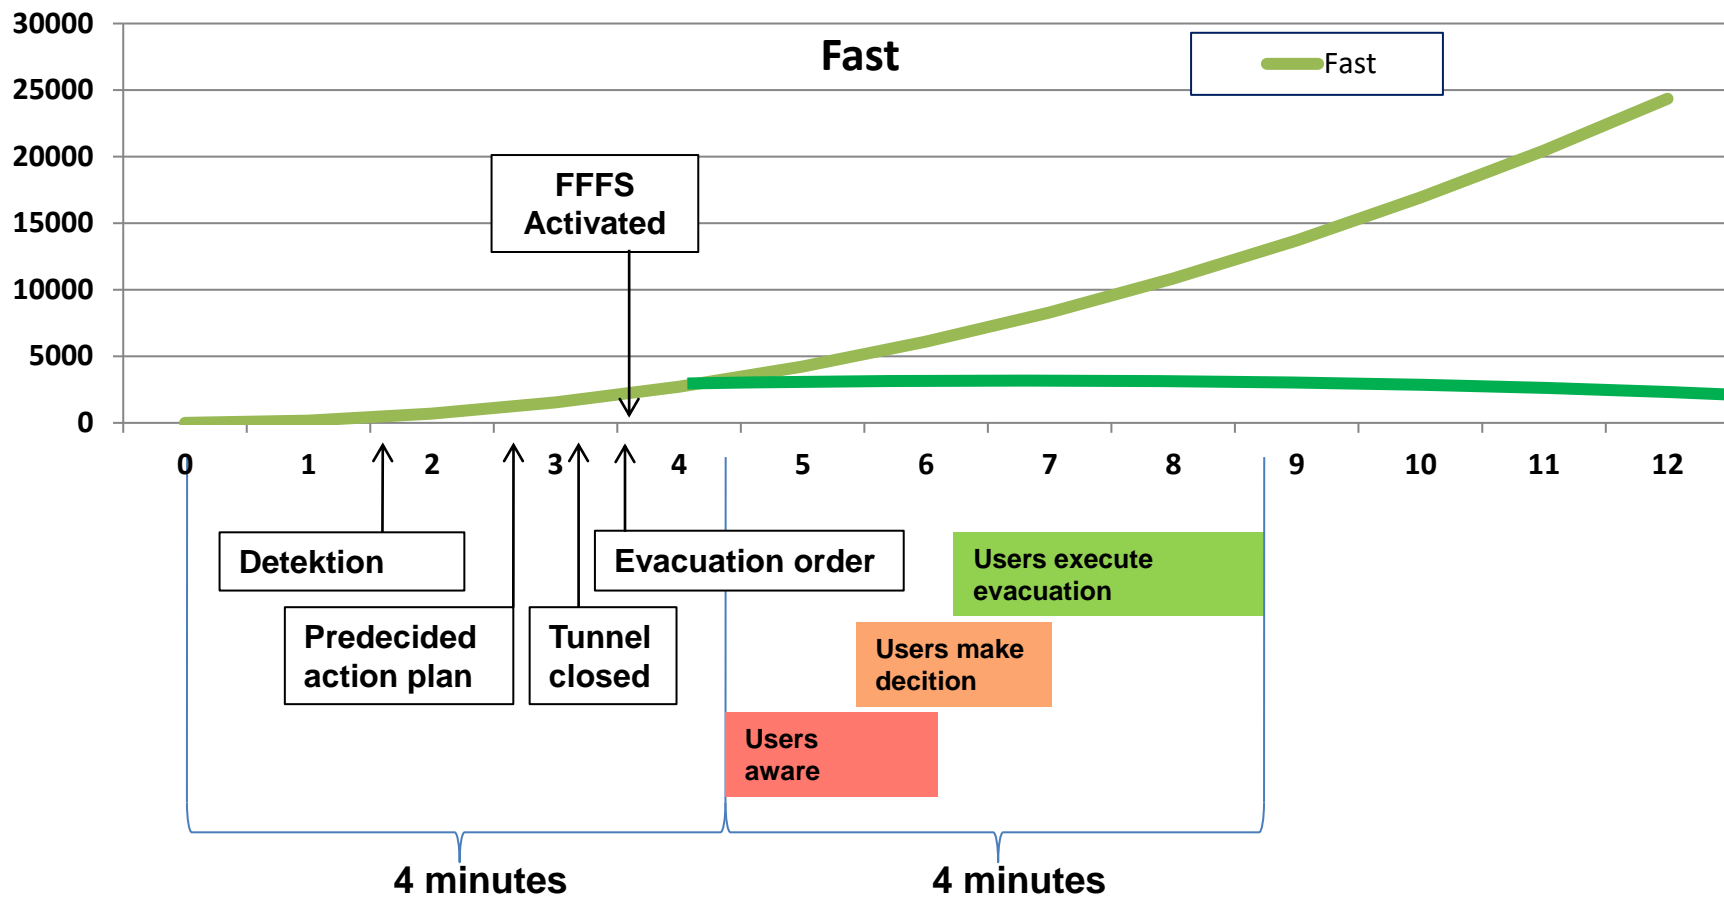 Fast
Fast
30000
25000
20000
15000
10000
5000
0
FFFS
Activated
0 1 2 3 4 5 6 7 8 9 10 11 12
Detektion
Evacuation order
Predecided
action plan
Tunnel
closed
Users execute
evacuation
Users make
decition
Users
aware
4 minutes
4 minutes